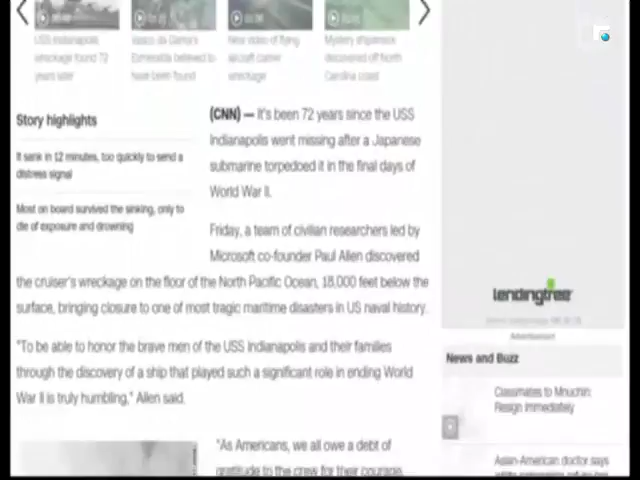 USS Indianapolis
wreckage found 72
years later
Vasco da Gama's
Esmeralda believed to
have been found
New video of flying
aircraft carrier
wreckage
Mystery shipwreck
discovered off North
Carolina coast
Story highlights
It sank in 12 minutes, too quickly to send a
distress signal
Most on board survived the sinking, only to
die of exposure and drowning
(CNN) — It's been 72 years since the USS
Indianapolis went missing after a Japanese
submarine torpedoed it in the final days of
World War II.
Friday, a team of civilian researchers led by
Microsoft co-founder Paul Allen discovered
the cruiser's wreckage on the floor of the North Pacific Ocean, 18,000 feet below the
surface, bringing closure to one of most tragic maritime disasters in US naval history.
"To be able to honor the brave men of the USS Indianapolis and their families
through the discovery of a ship that played such a significant role in ending World
War II is truly humbling," Allen said.
"As Americans, we all owe a debt of
gratitude to the crew for their courage,
lendingtree
Advertisement
News and Buzz
Classmates to Mnuchin:
Resign immediately
Asian-American doctor says